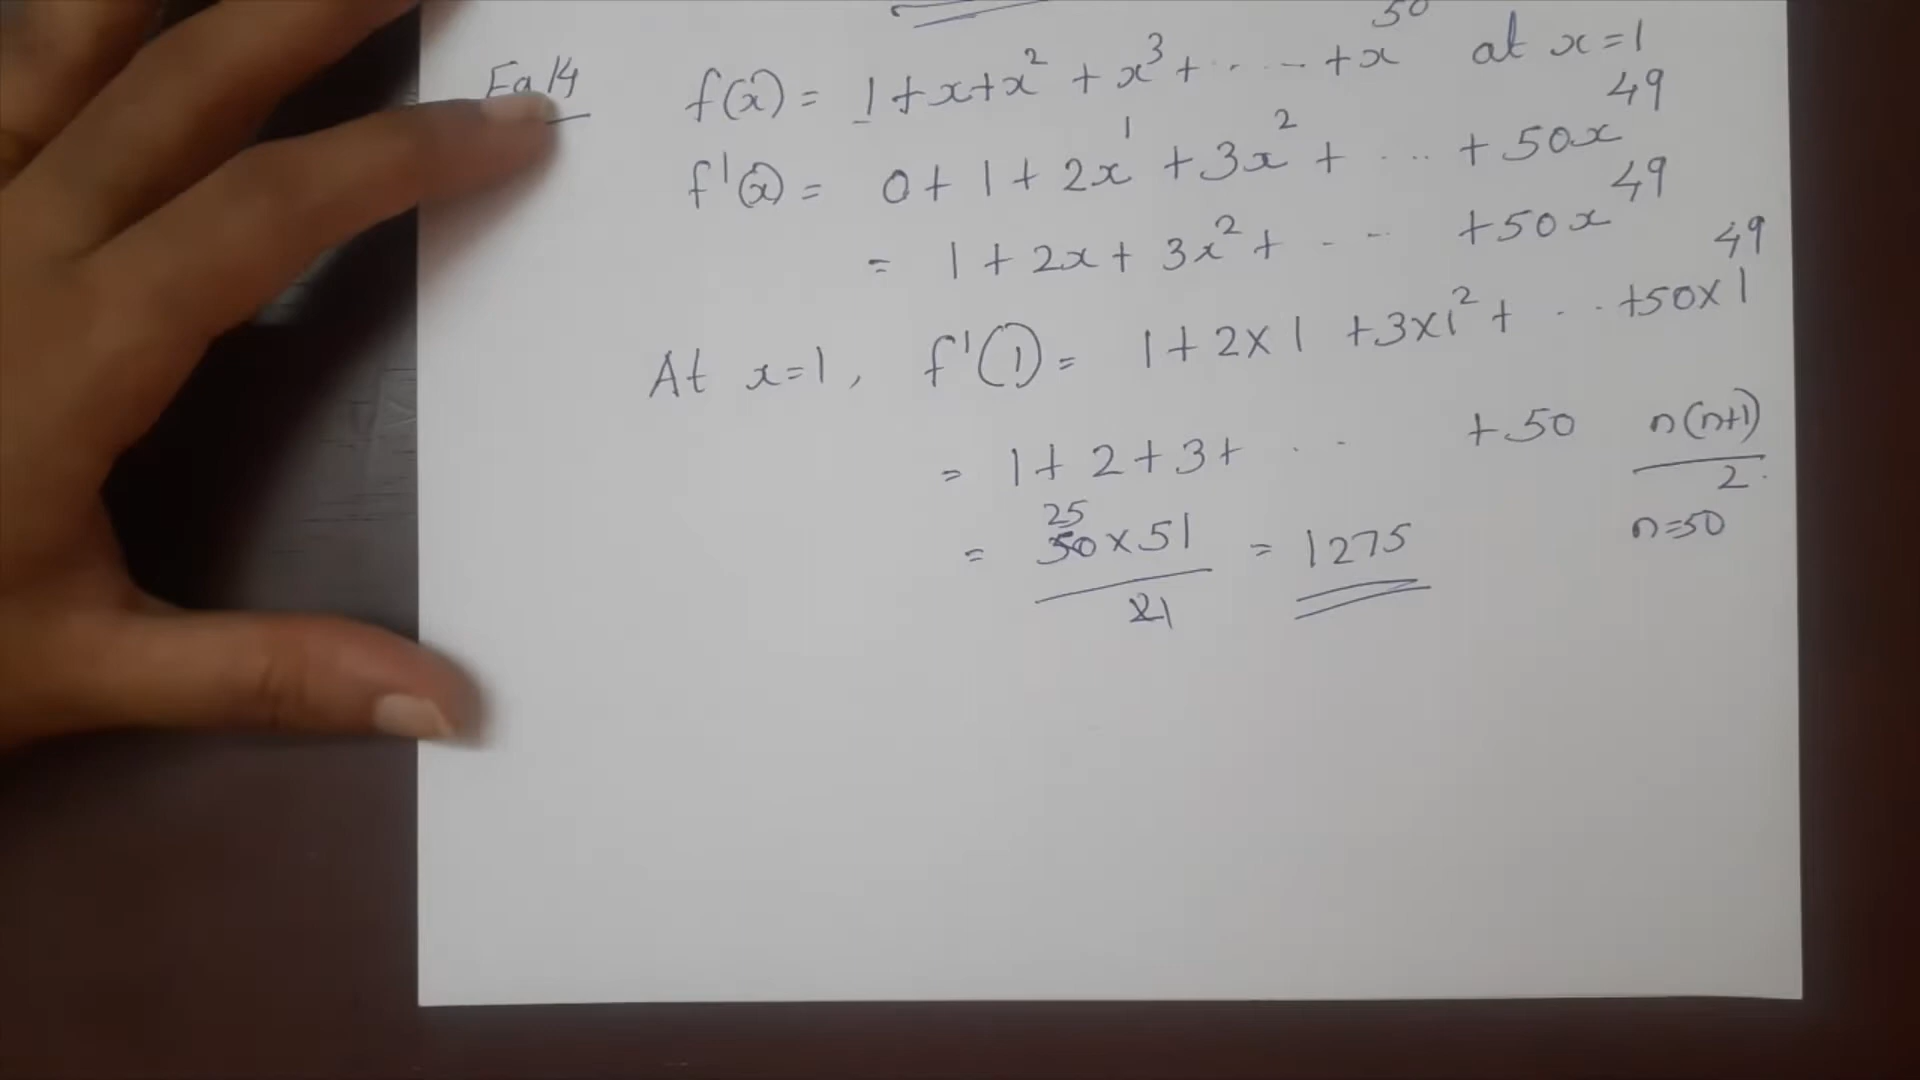 Eg 14 f(x) = 1 + x + x² + x³ + ... + x⁵⁰ at x = 1
f'(x) = 0 + 1 + 2x¹ + 3x² + ... + 50x⁴⁹
= 1 + 2x + 3x² + ... + 50x⁴⁹
At x = 1, f'(1) = 1 + 2×1 + 3×1² + ... + 50×1⁴⁹
= 1 + 2 + 3 + ... + 50 n(n+1)/2
= 50×51/2 25 1 = 1275 n = 50